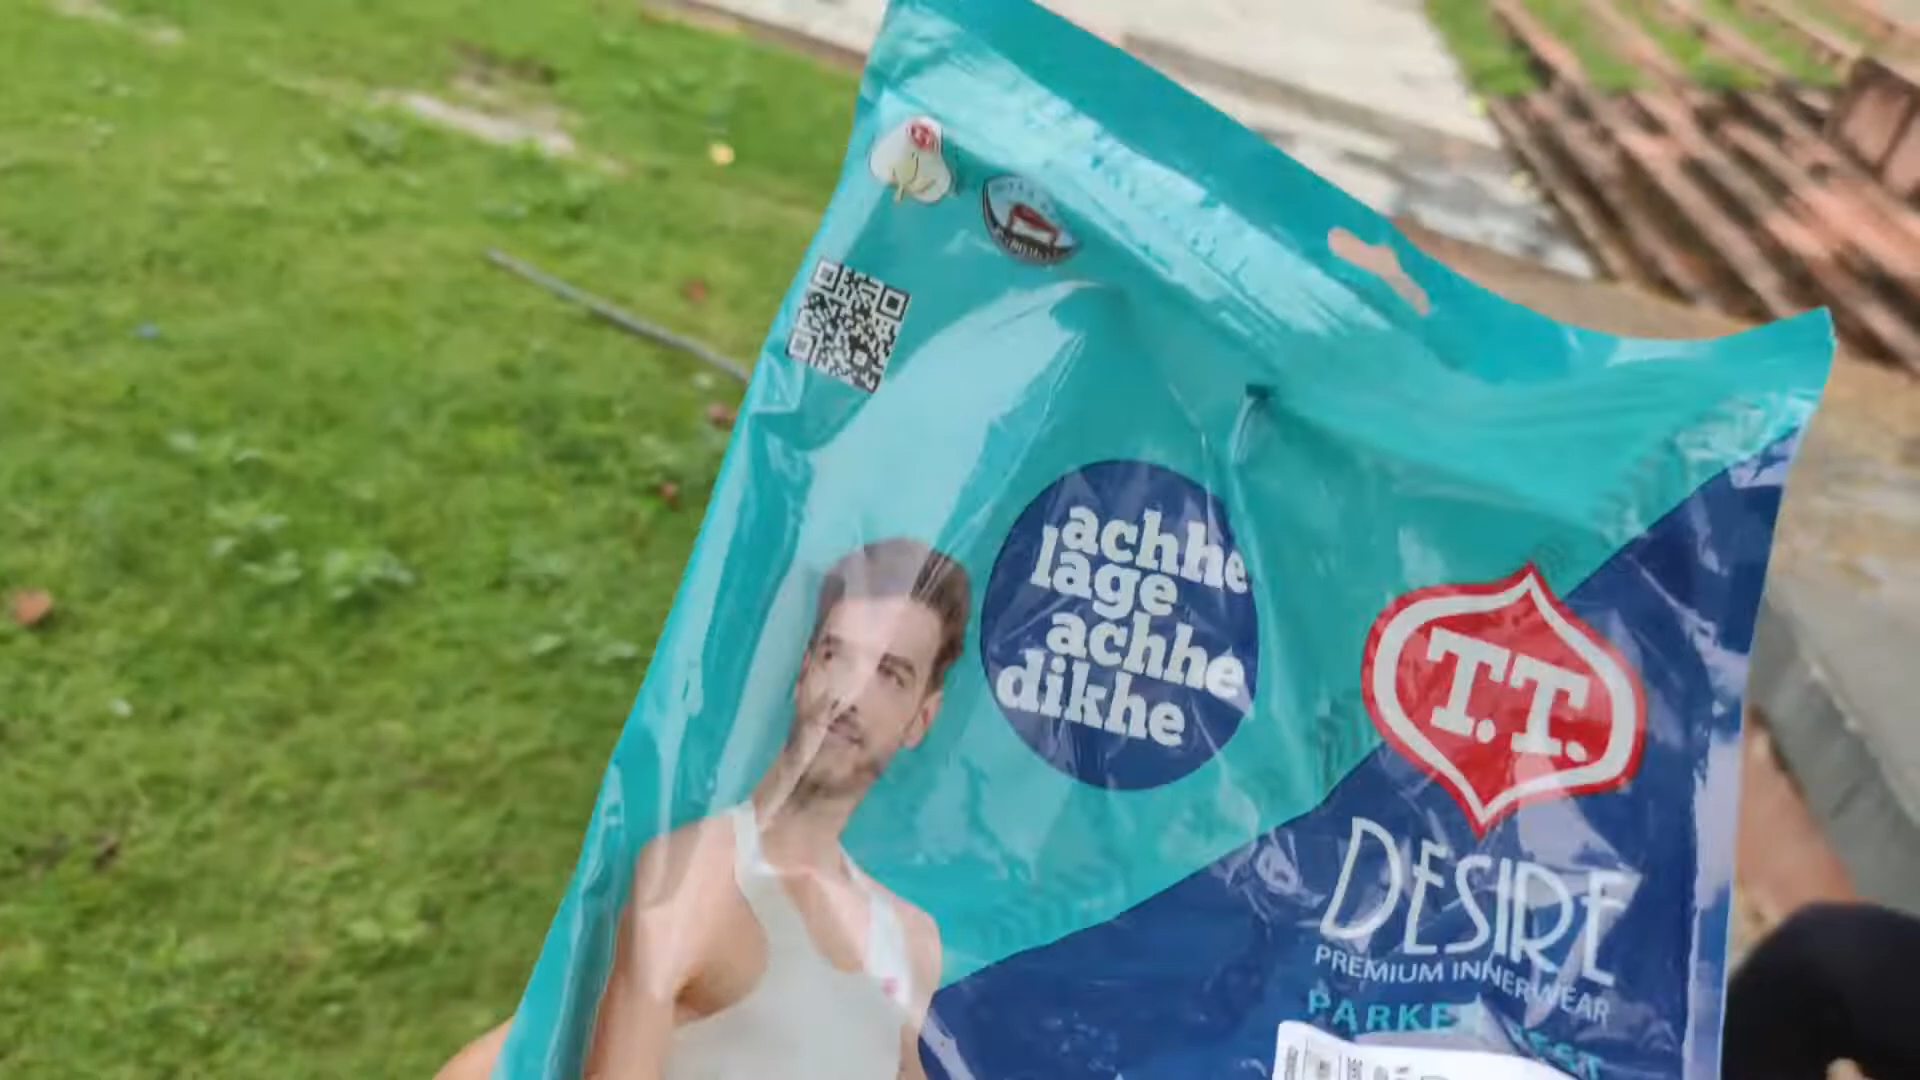 achhe
lage
achhe
dikhe
T.T.
DESIRE
PREMIUM INNERWEAR